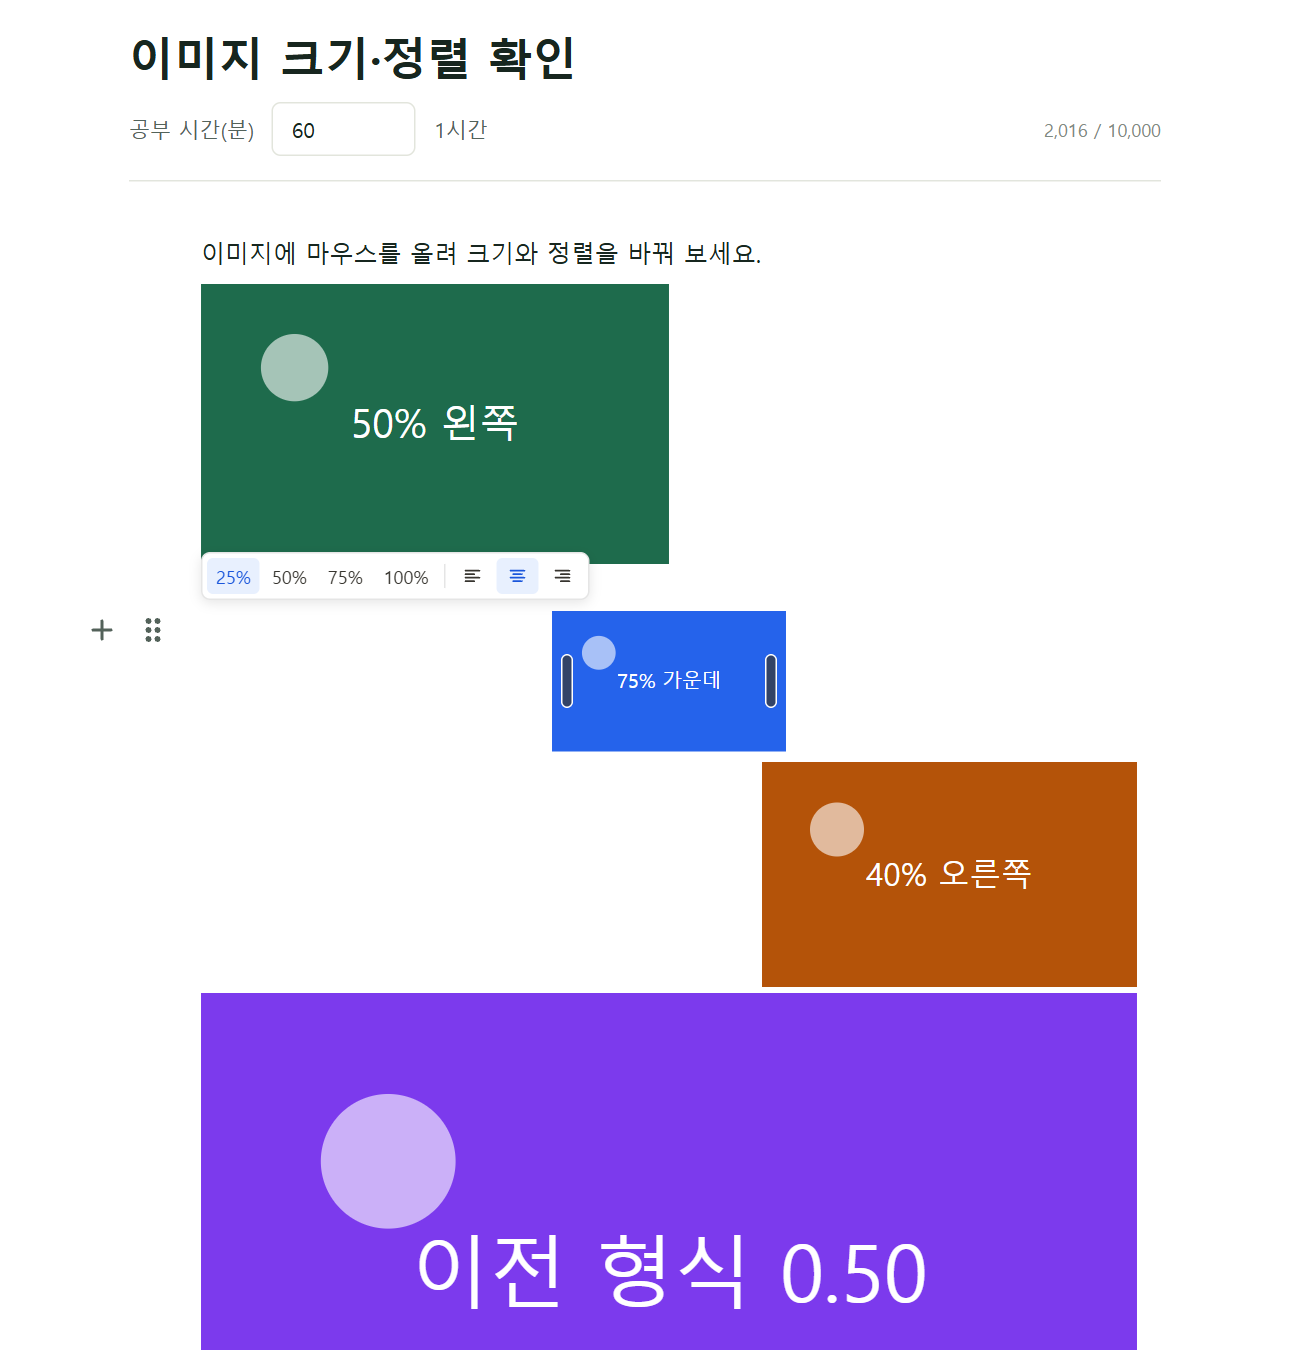 이미지 크기·정렬 확인
공부 시간(분) 60 1시간 2,016 / 10,000
이미지에 마우스를 올려 크기와 정렬을 바꿔 보세요.
50% 왼쪽
25% 50% 75% 100%
75% 가운데
40% 오른쪽
이전 형식 0.50